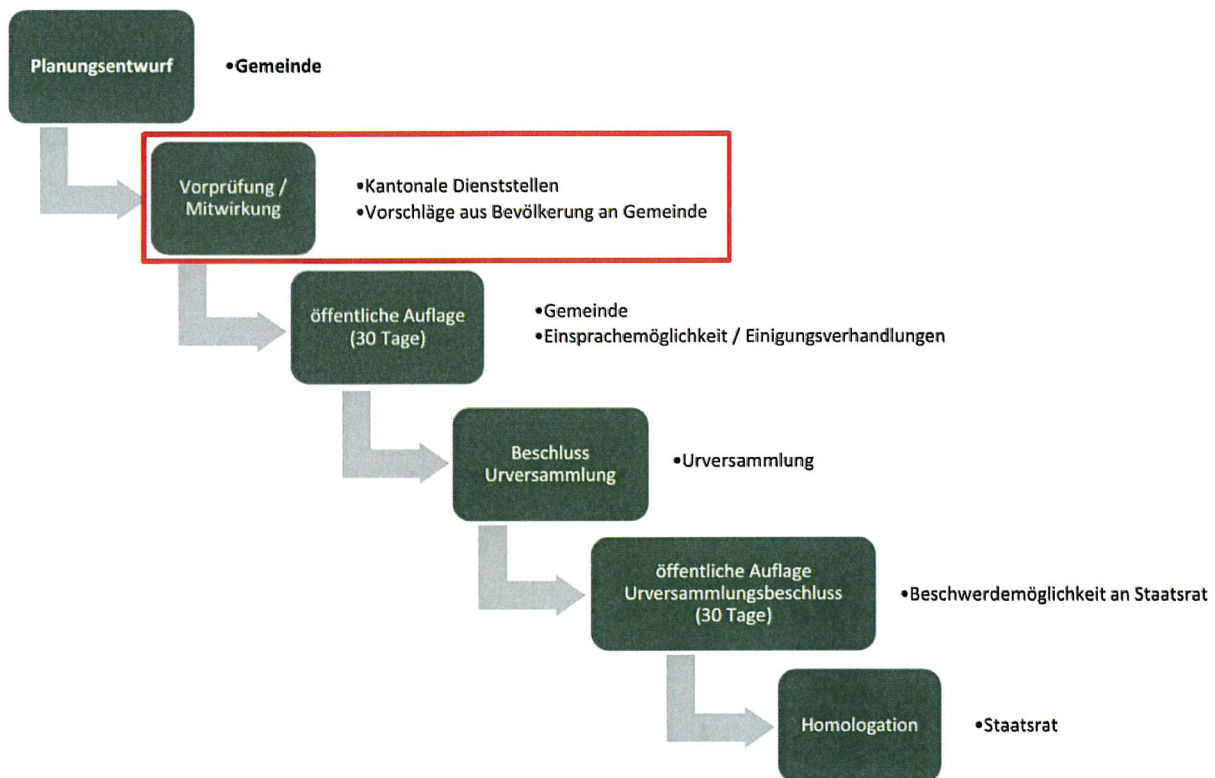 Planungsentwurf
•Gemeinde
Vorprüfung /
Mitwirkung
•Kantonale Dienststellen
•Vorschläge aus Bevölkerung an Gemeinde
öffentliche Auflage
(30 Tage)
•Gemeinde
•Einsprachemöglichkeit / Einigungsverhandlungen
Beschluss
Urversammlung
•Urversammlung
öffentliche Auflage
Urversammlungsbeschluss
(30 Tage)
•Beschwerdemöglichkeit an Staatsrat
Homologation
•Staatsrat